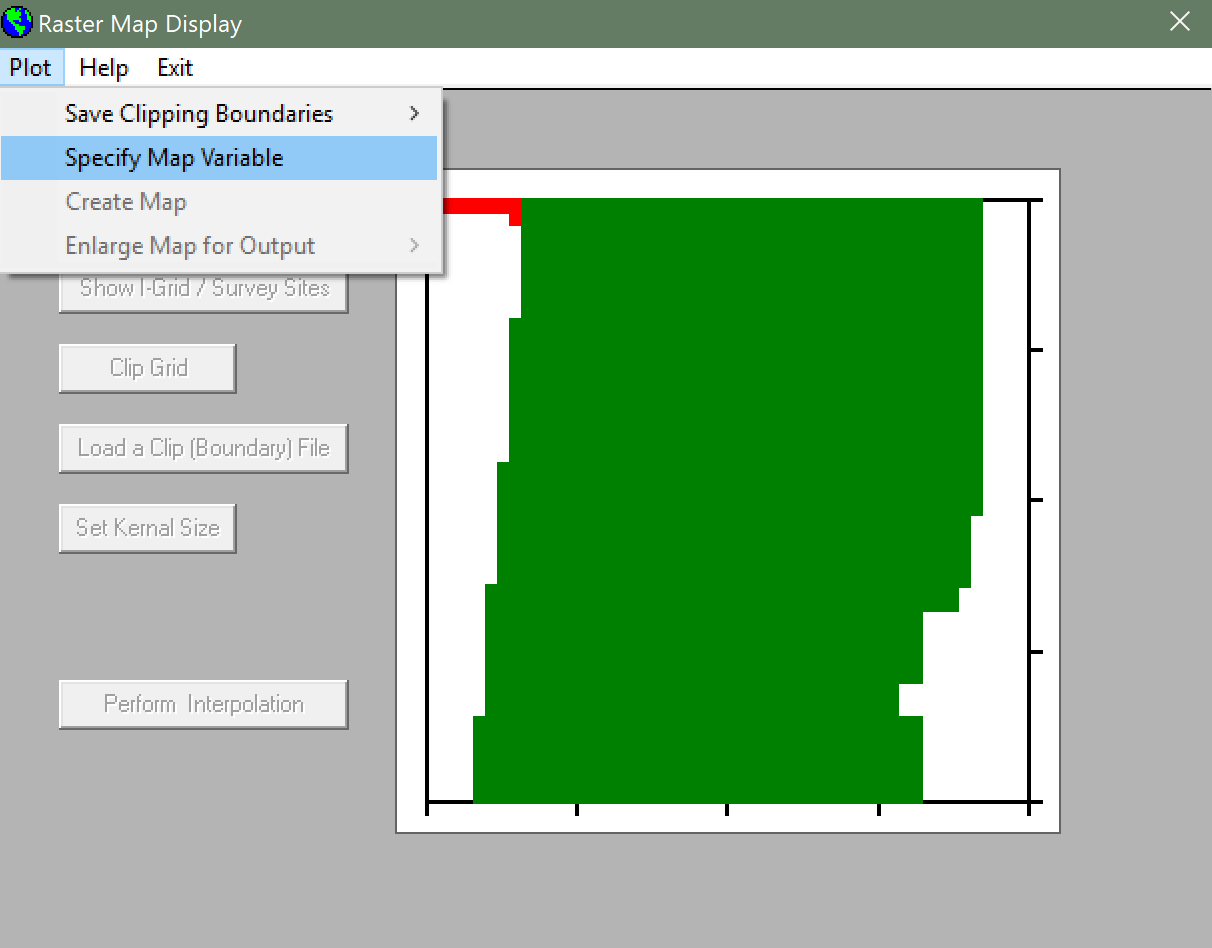 Raster Map Display
Plot Help Exit
Save Clipping Boundaries
Specify Map Variable
Create Map
Enlarge Map for Output
Show I-Grid / Survey Sites
Clip Grid
Load a Clip (Boundary) File
Set Kernal Size
Perform Interpolation